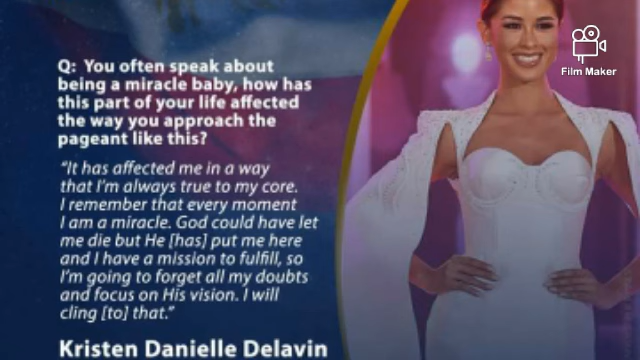 Q: You often speak about
being a miracle baby, how has
this part of your life affected
the way you approach the
pageant like this?
“It has affected me in a way
that I'm always true to my core.
I remember that every moment
I am a miracle. God could have let
me die but He [has] put me here
and I have a mission to fulfill, so
I'm going to forget all my doubts
and focus on His vision. I will
cling [to] that.”
Kristen Danielle Delavin
Film Maker